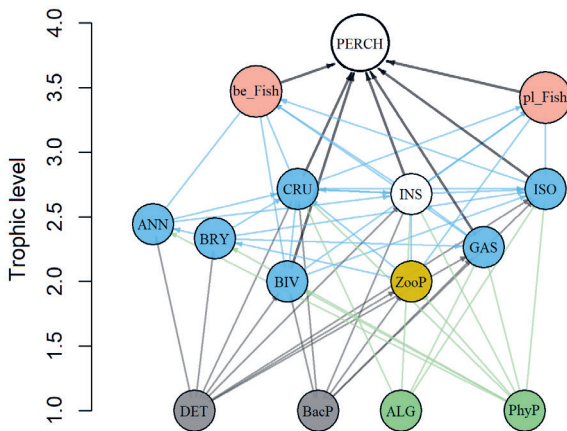 4.0
PERCH
3.5
be_Fish
pl_Fish
3.0
CRU
INS
ISO
2.5
ANN
BRY
GAS
2.0
BIV
ZooP
1.5
1.0
DET
BacP
ALG
PhyP
Trophic level